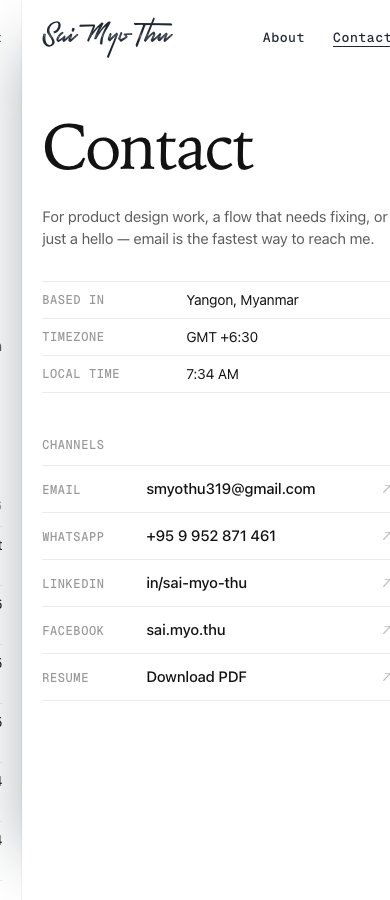 Sai Myo Thu
About Contact
Contact
For product design work, a flow that needs fixing, or
just a hello — email is the fastest way to reach me.
BASED IN Yangon, Myanmar
TIMEZONE GMT +6:30
LOCAL TIME 7:34 AM
CHANNELS
EMAIL smyothu319@gmail.com ↗
WHATSAPP +95 9 952 871 461 ↗
LINKEDIN in/sai-myo-thu ↗
FACEBOOK sai.myo.thu ↗
RESUME Download PDF ↗